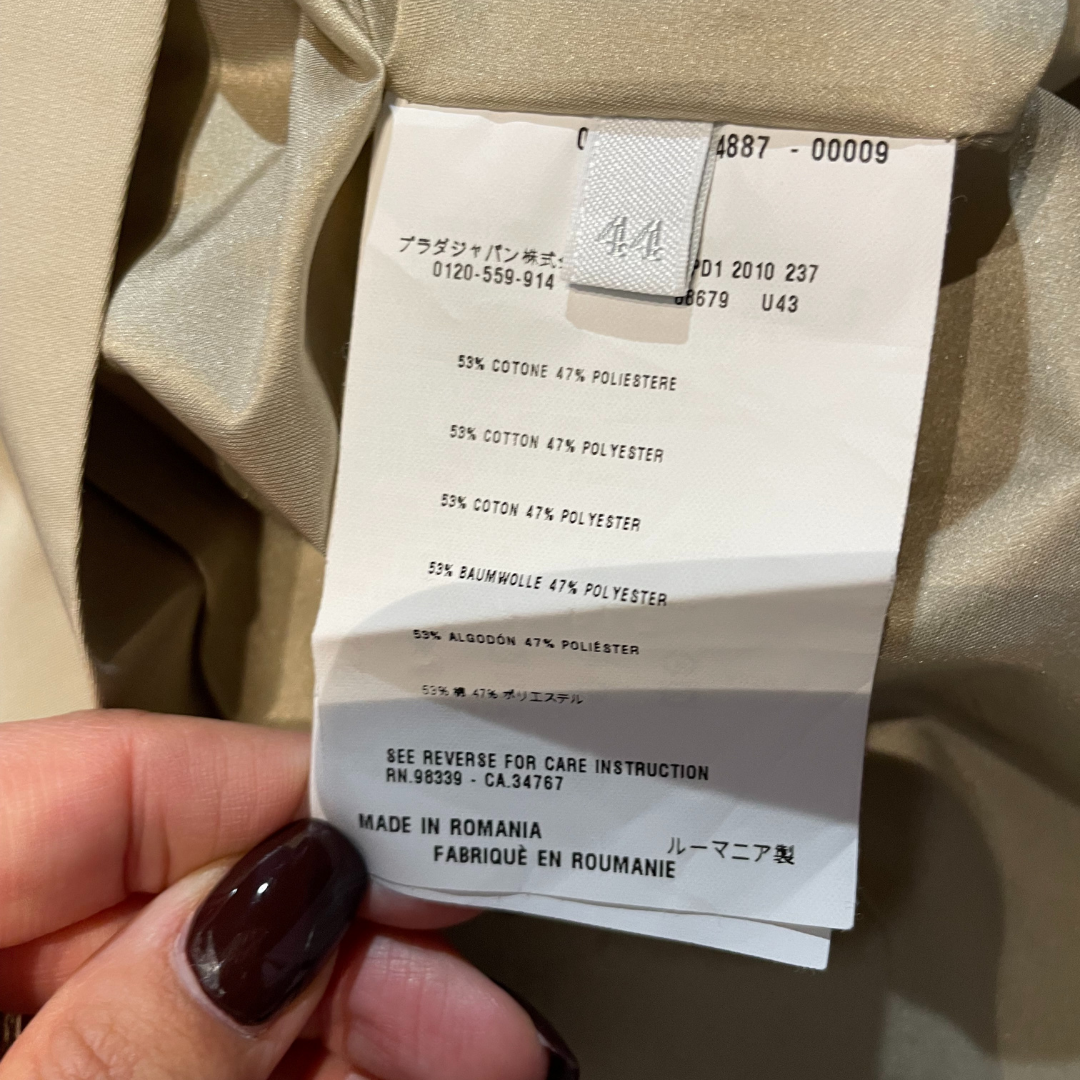 4887 - 00009
44
プラダジャパン株式
0120-559-914
PD1 2010 237
8679 U43
53% COTONE 47% POLIESTERE
53% COTTON 47% POLYESTER
53% COTON 47% POLYESTER
53% BAUMWOLLE 47% POLYESTER
53% ALGODÓN 47% POLIÉSTER
53% 綿 47% ポリエステル
SEE REVERSE FOR CARE INSTRUCTION
RN.98339 - CA.34767
MADE IN ROMANIA
FABRIQUÈ EN ROUMANIE
ルーマニア製